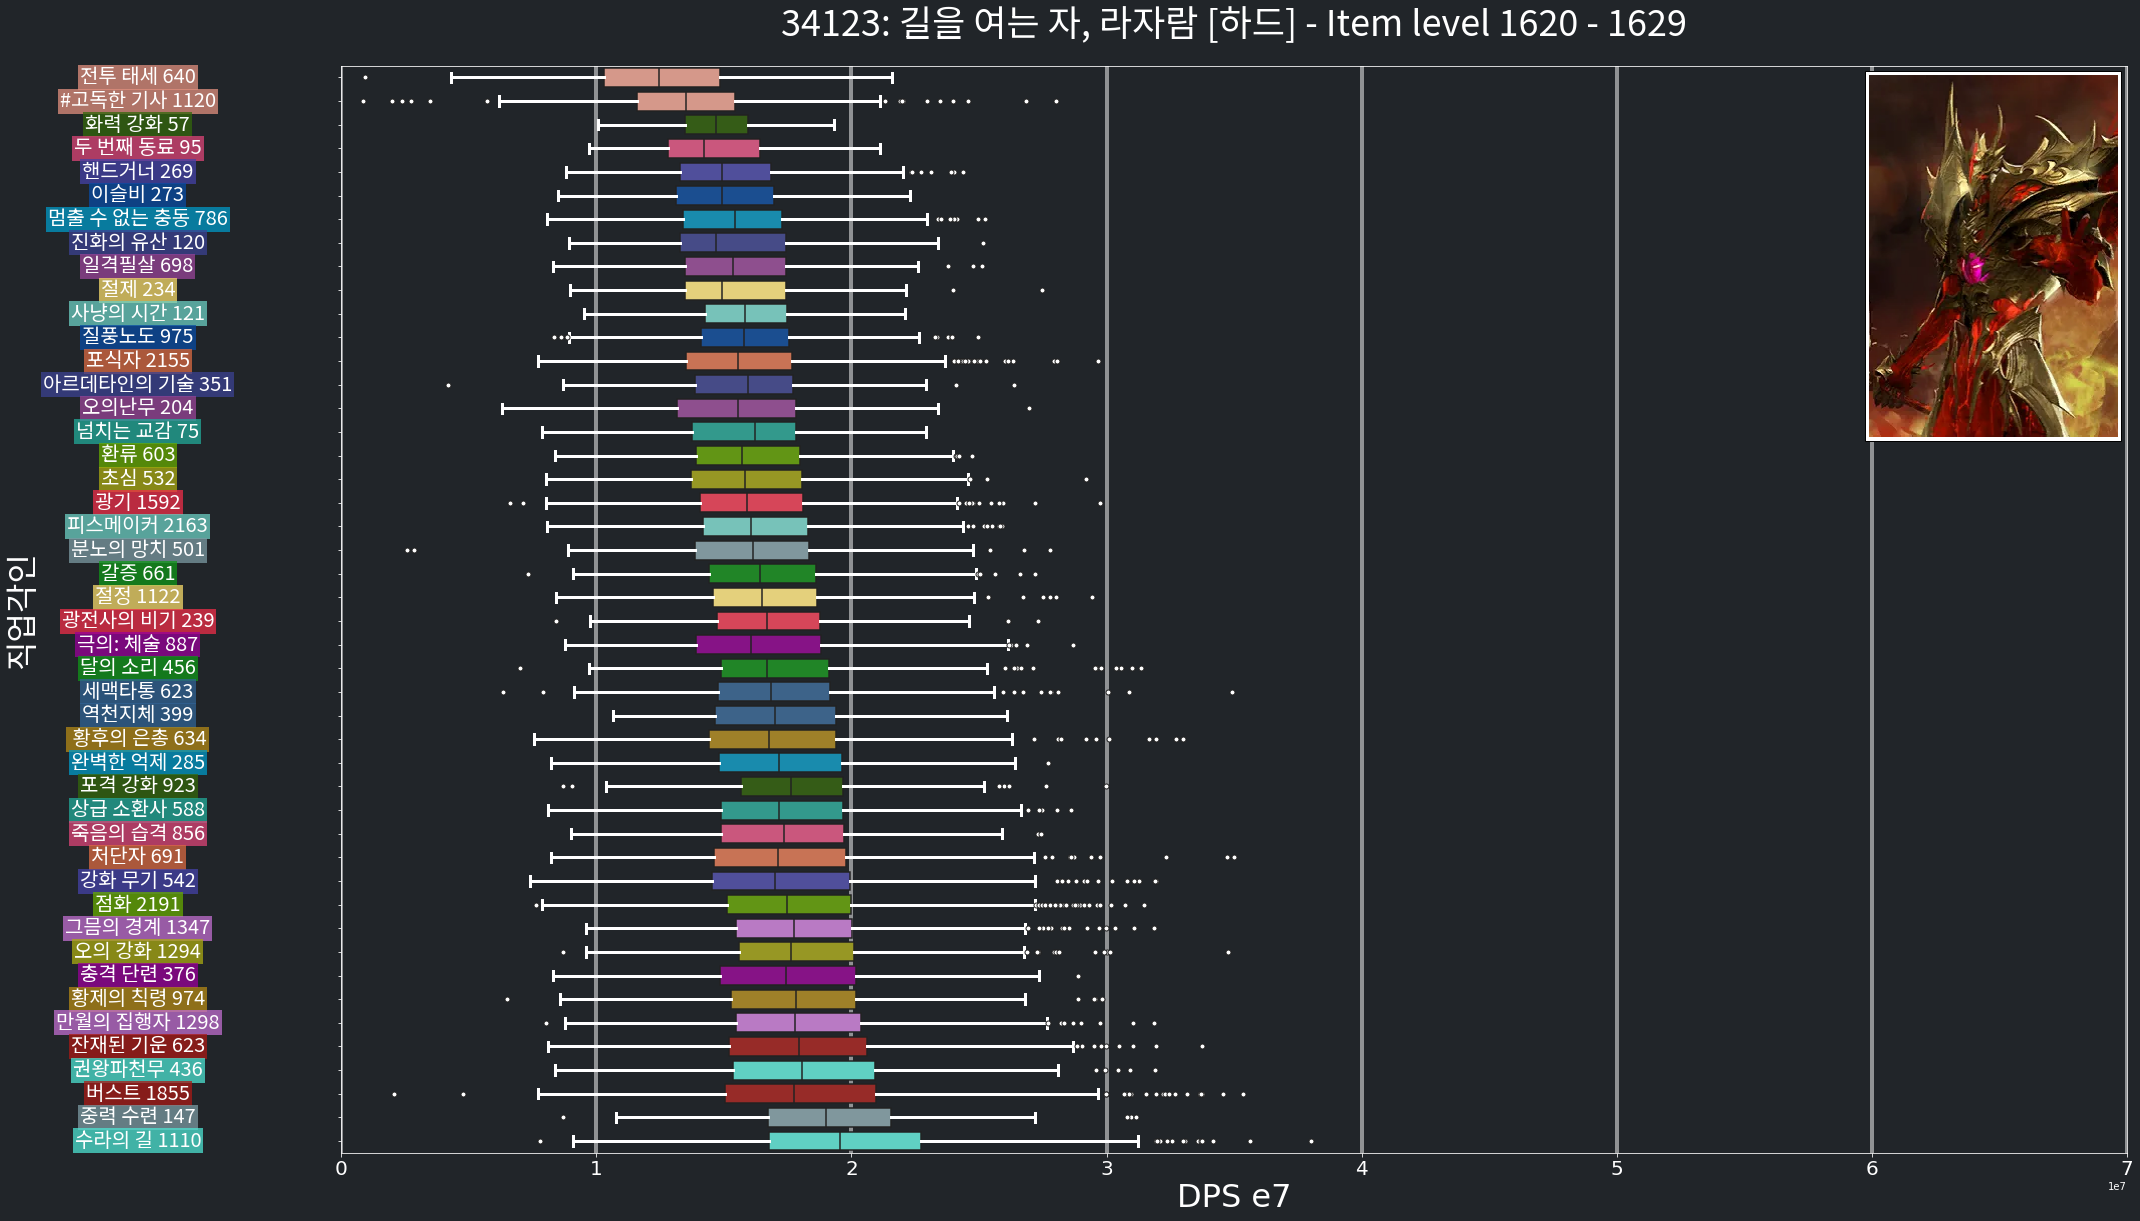 34123: 길을 여는 자, 라자람 [하드] - Item level 1620 - 1629
전투 태세 640
#고독한 기사 1120
화력 강화 57
두 번째 동료 95
핸드거너 269
이슬비 273
멈출 수 없는 충동 786
진화의 유산 120
일격필살 698
절제 234
사냥의 시간 121
질풍노도 975
포식자 2155
아르데타인의 기술 351
오의난무 204
넘치는 교감 75
환류 603
초심 532
광기 1592
피스메이커 2163
분노의 망치 501
갈증 661
절정 1122
광전사의 비기 239
극의: 체술 887
달의 소리 456
세맥타통 623
역천지체 399
황후의 은총 634
완벽한 억제 285
포격 강화 923
상급 소환사 588
죽음의 습격 856
처단자 691
강화 무기 542
점화 2191
그믐의 경계 1347
오의 강화 1294
충격 단련 376
황제의 칙령 974
만월의 집행자 1298
잔재된 기운 623
권왕파천무 436
버스트 1855
중력 수련 147
수라의 길 1110
직업각인
0 1 2 3 4 5 6 7
DPS e7
1e7